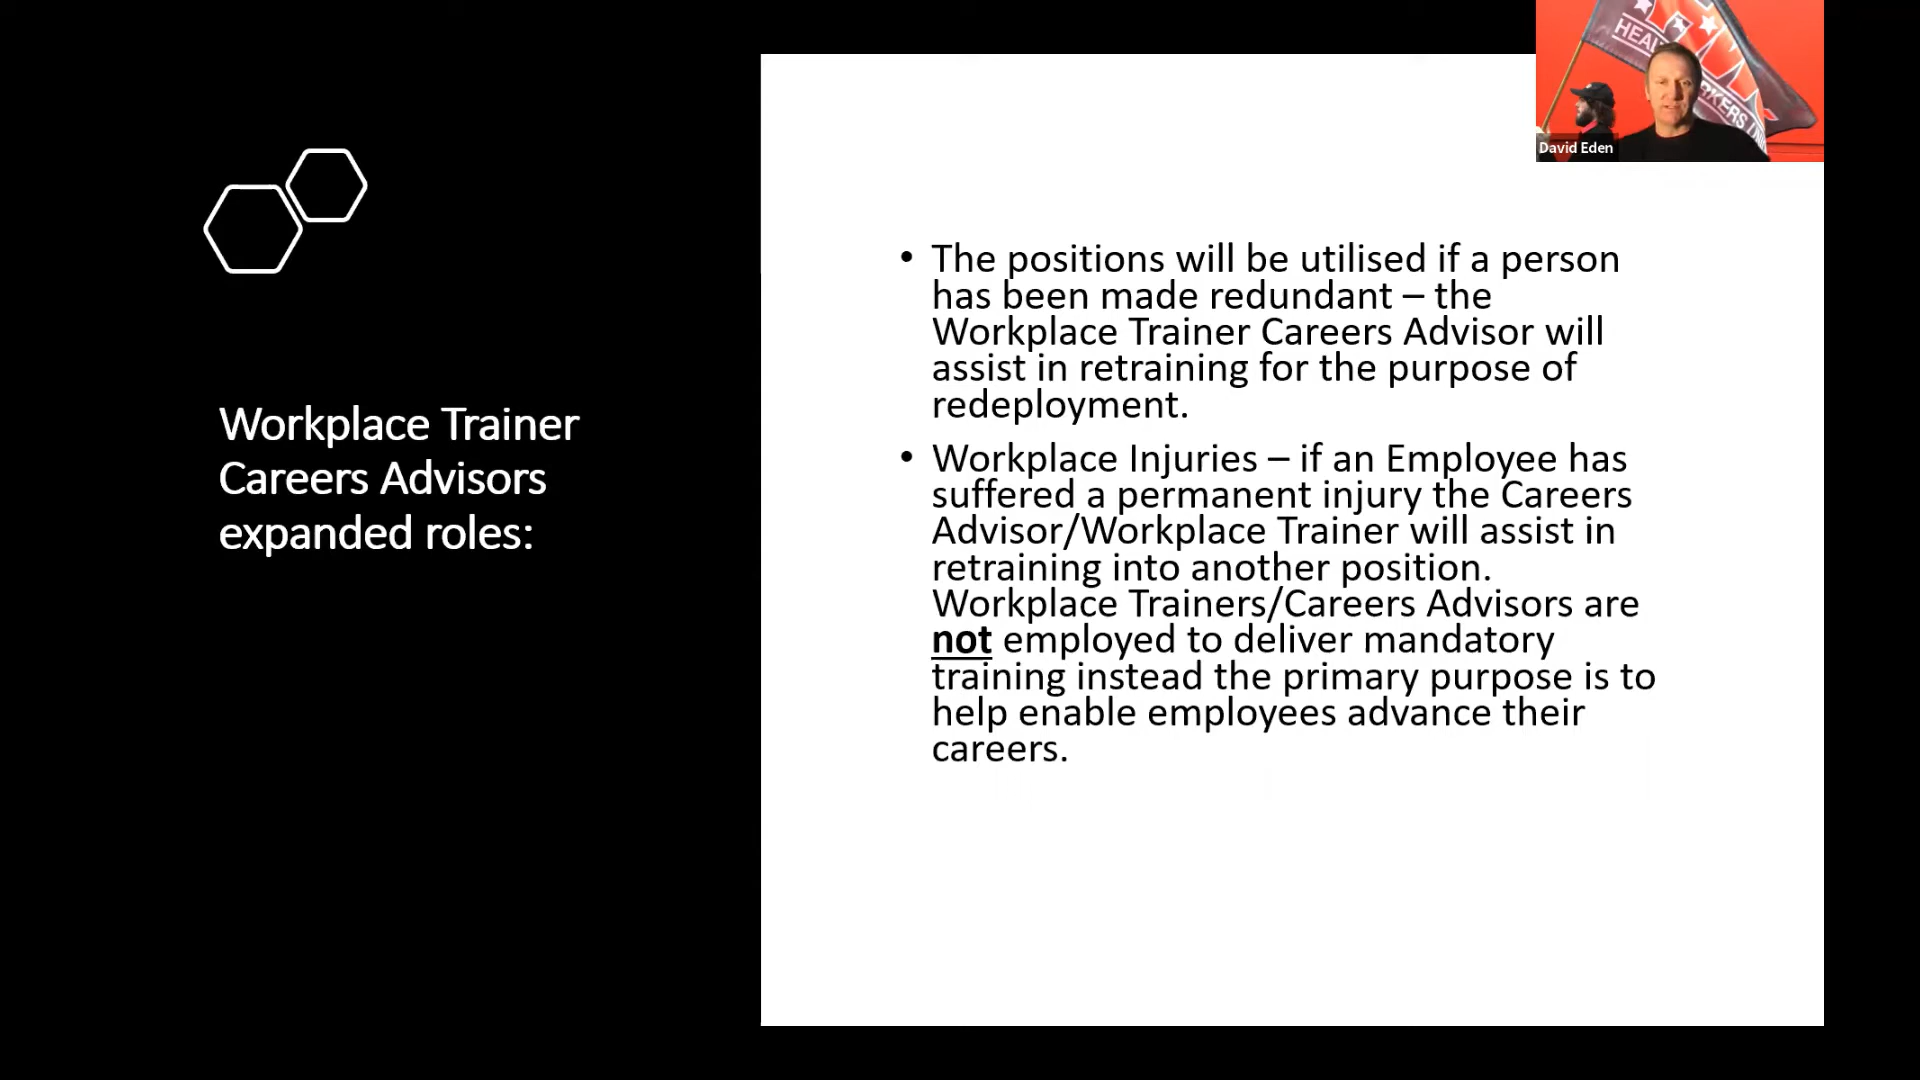 Workplace Trainer
Careers Advisors
expanded roles:
• The positions will be utilised if a person
has been made redundant – the
Workplace Trainer Careers Advisor will
assist in retraining for the purpose of
redeployment.
• Workplace Injuries – if an Employee has
suffered a permanent injury the Careers
Advisor/Workplace Trainer will assist in
retraining into another position.
Workplace Trainers/Careers Advisors are
not employed to deliver mandatory
training instead the primary purpose is to
help enable employees advance their
careers.
David Eden